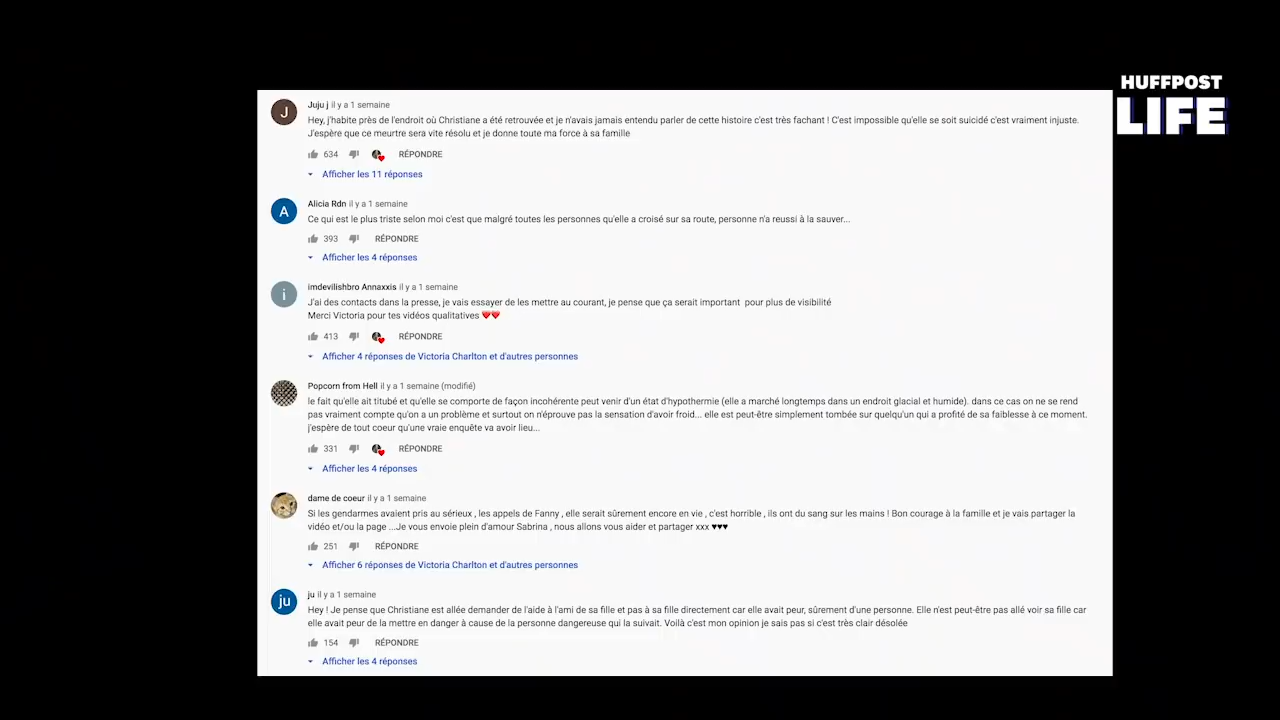 HUFFPOST
LIFE
J
Juju j il y a 1 semaine
Hey, j'habite près de l'endroit où Christiane a été retrouvée et je n'avais jamais entendu parler de cette histoire c'est très fachant ! C'est impossible qu'elle se soit suicidé c'est vraiment injuste.
J'espère que ce meurtre sera vite résolu et je donne toute ma force à sa famille
634 RÉPONDRE
Afficher les 11 réponses
A
Alicia Rdn il y a 1 semaine
Ce qui est le plus triste selon moi c'est que malgré toutes les personnes qu'elle a croisé sur sa route, personne n'a reussi à la sauver...
393 RÉPONDRE
Afficher les 4 réponses
i
imdevilishbro Annaxxis il y a 1 semaine
J'ai des contacts dans la presse, je vais essayer de les mettre au courant, je pense que ça serait important pour plus de visibilité
Merci Victoria pour tes vidéos qualitatives ❤️❤️
413 RÉPONDRE
Afficher 4 réponses de Victoria Charlton et d'autres personnes
Popcorn from Hell il y a 1 semaine (modifié)
le fait qu'elle ait titubé et qu'elle se comporte de façon incohérente peut venir d'un état d'hypothermie (elle a marché longtemps dans un endroit glacial et humide). dans ce cas on ne se rend
pas vraiment compte qu'on a un problème et surtout on n'éprouve pas la sensation d'avoir froid... elle est peut-être simplement tombée sur quelqu'un qui a profité de sa faiblesse à ce moment.
j'espère de tout coeur qu'une vraie enquête va avoir lieu...
331 RÉPONDRE
Afficher les 4 réponses
dame de coeur il y a 1 semaine
Si les gendarmes avaient pris au sérieux , les appels de Fanny , elle serait sûrement encore en vie , c'est horrible , ils ont du sang sur les mains ! Bon courage à la famille et je vais partager la
vidéo et/ou la page ...Je vous envoie plein d'amour Sabrina , nous allons vous aider et partager xxx ♥♥♥
251 RÉPONDRE
Afficher 6 réponses de Victoria Charlton et d'autres personnes
ju
ju il y a 1 semaine
Hey ! Je pense que Christiane est allée demander de l'aide à l'ami de sa fille et pas à sa fille directement car elle avait peur, sûrement d'une personne. Elle n'est peut-être pas allé voir sa fille car
elle avait peur de la mettre en danger à cause de la personne dangereuse qui la suivait. Voilà c'est mon opinion je sais pas si c'est très clair désolée
154 RÉPONDRE
Afficher les 4 réponses